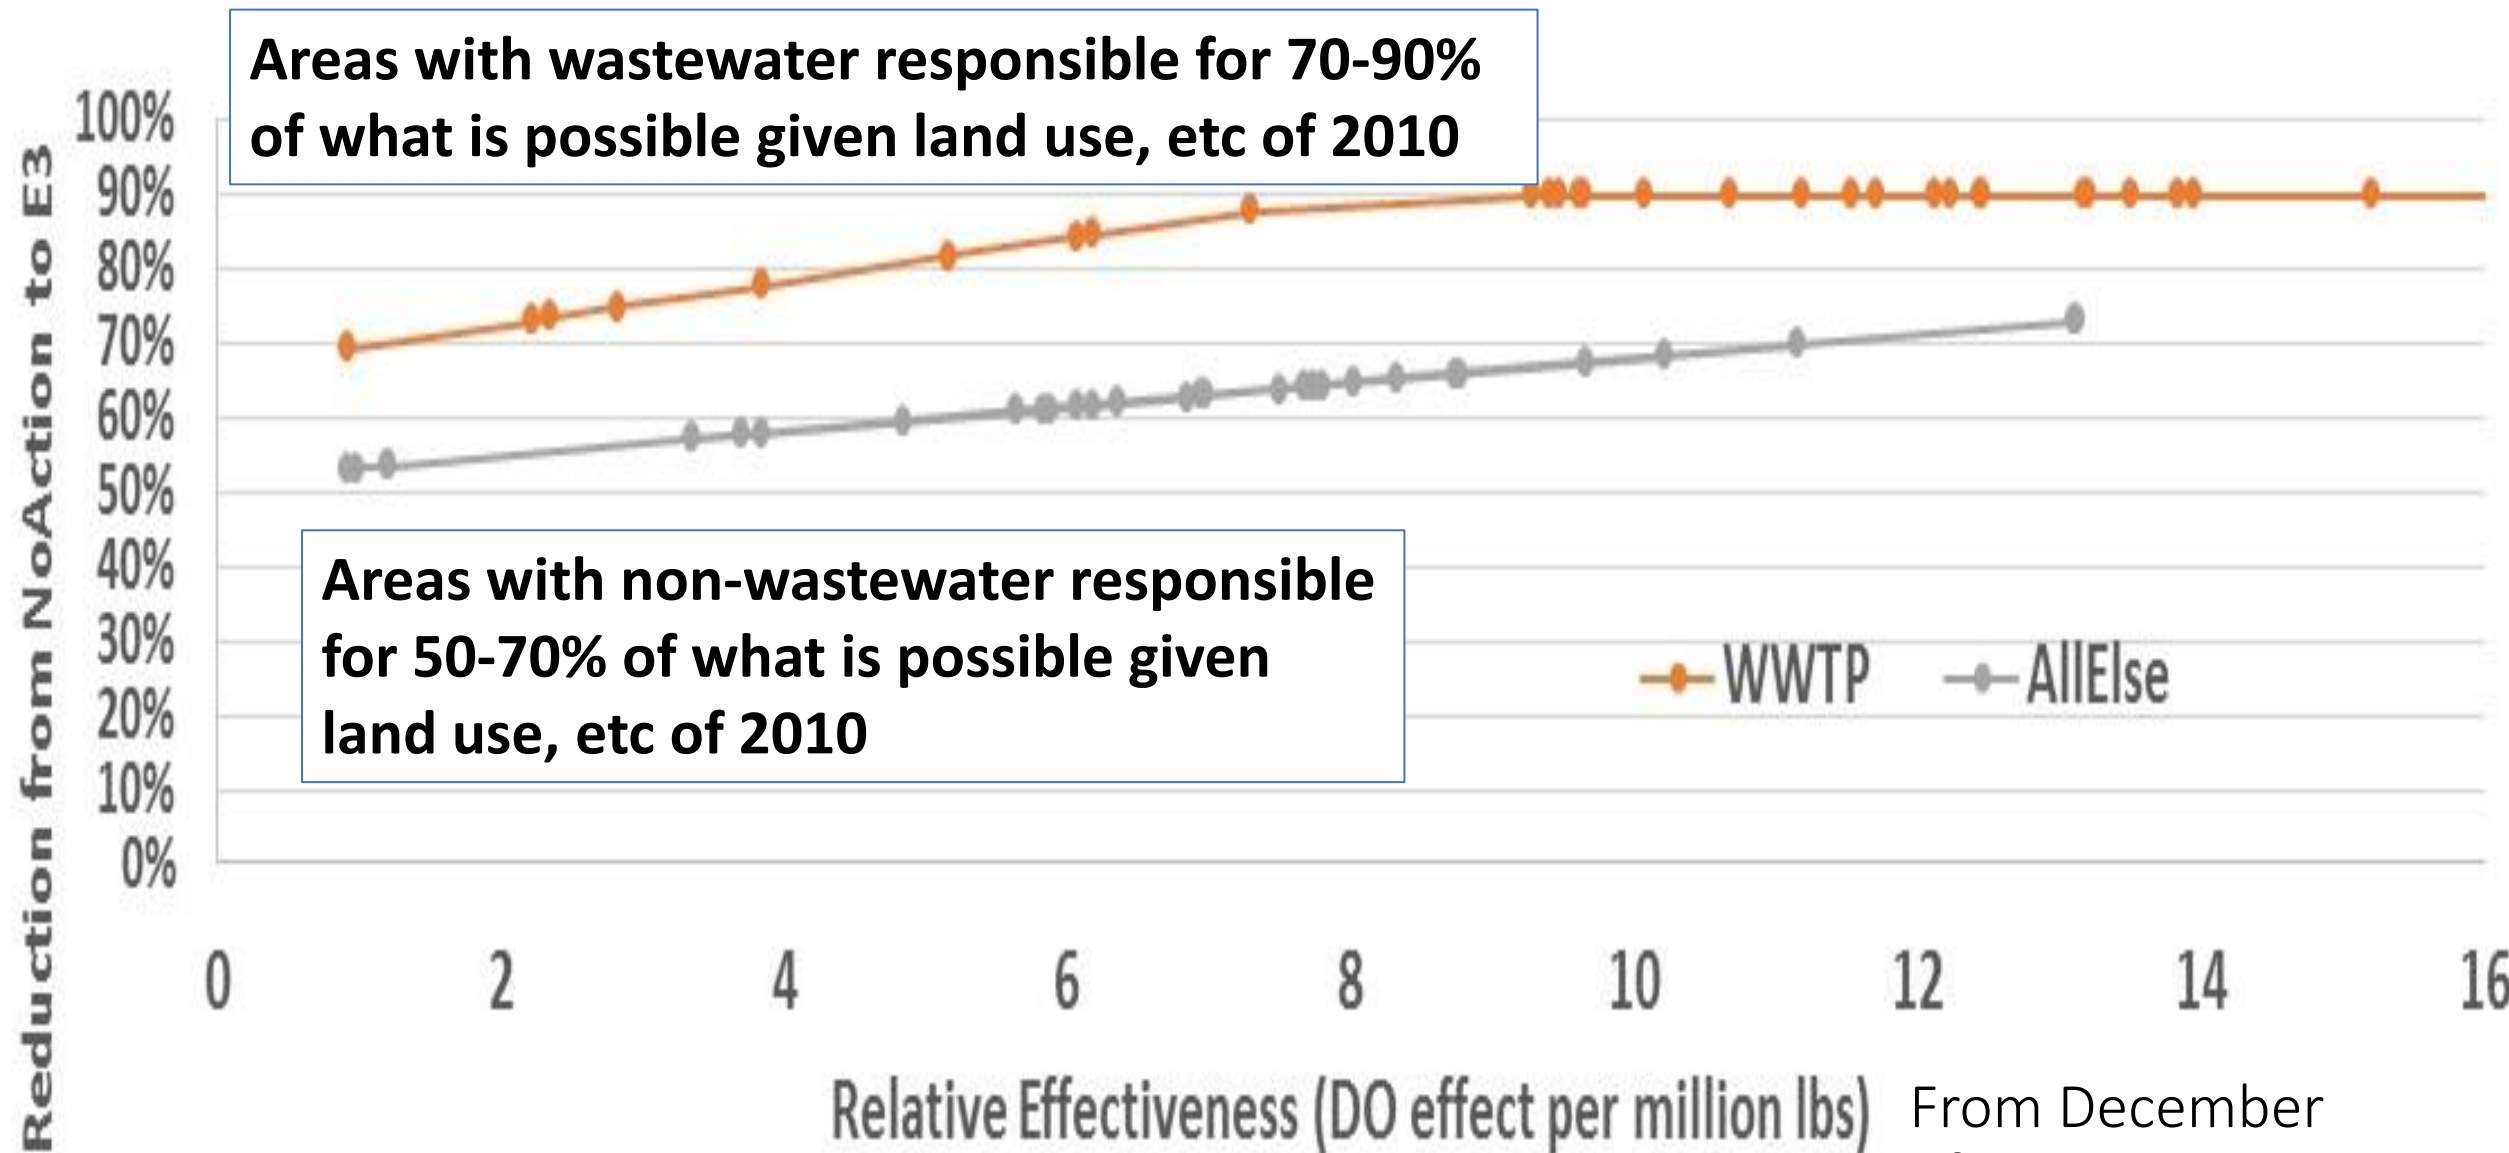 Areas with wastewater responsible for 70-90%
of what is possible given land use, etc of 2010
Reduction from NoAction to E3
100%
90%
80%
70%
60%
50%
40%
30%
20%
10%
0%
Areas with non-wastewater responsible
for 50-70% of what is possible given
land use, etc of 2010
WWTP
AllElse
0 2 4 6 8 10 12 14 16
Relative Effectiveness (DO effect per million lbs)
From December